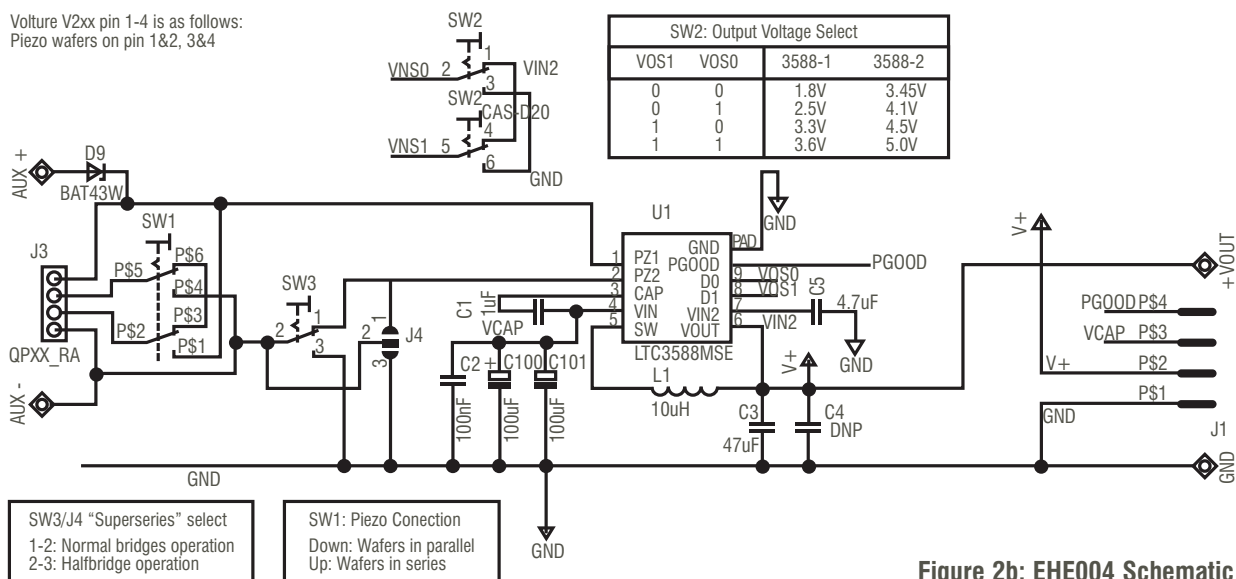 Volture V2xx pin 1-4 is as follows:
Piezo wafers on pin 1&2, 3&4
SW2
1
VNS0 2
VIN2
3
SW2
CAS-D20
4
VNS1 5
6
GND
SW2: Output Voltage Select
VOS1 VOS0 3588-1 3588-2
0 0 1.8V 3.45V
0 1 2.5V 4.1V
1 0 3.3V 4.5V
1 1 3.6V 5.0V
AUX +
D9
BAT43W
J3
QPXX_RA
AUX -
SW1
P$5
P$6
P$4
P$2
P$3
P$1
SW3
1
2
3
1
2
3
J4
C1
1uF
VCAP
C2
100nF
+
C100
100uF
C101
100uF
U1
1 PZ1
2 PZ2
3 CAP
4 VIN
5 SW
GND PAD
PGOOD
D0 9 VOS0
D1 8 VOS1
VIN2 7
VOUT 6
LTC3588MSE
GND
PGOOD
VIN2
C5
4.7uF
GND
L1
10uH
V+
C3
47uF
C4
DNP
V+
+VOUT
PGOOD P$4
VCAP P$3
V+ P$2
GND P$1
J1
GND
GND
GND
SW3/J4 “Superseries” select
1-2: Normal bridges operation
2-3: Halfbridge operation
SW1: Piezo Conection
Down: Wafers in parallel
Up: Wafers in series
Figure 2b: EHE004 Schematic